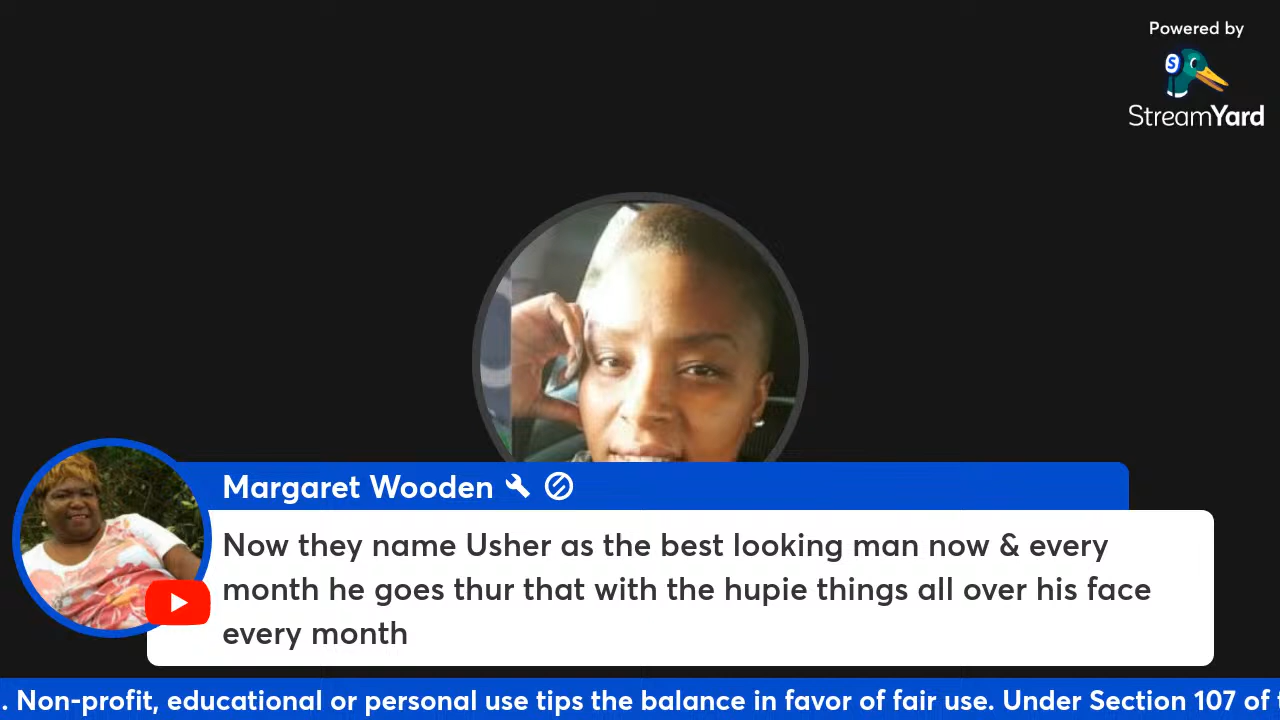 Powered by
S
StreamYard
Margaret Wooden
Now they name Usher as the best looking man now & every
month he goes thur that with the hupie things all over his face
every month
. Non-profit, educational or personal use tips the balance in favor of fair use. Under Section 107 of